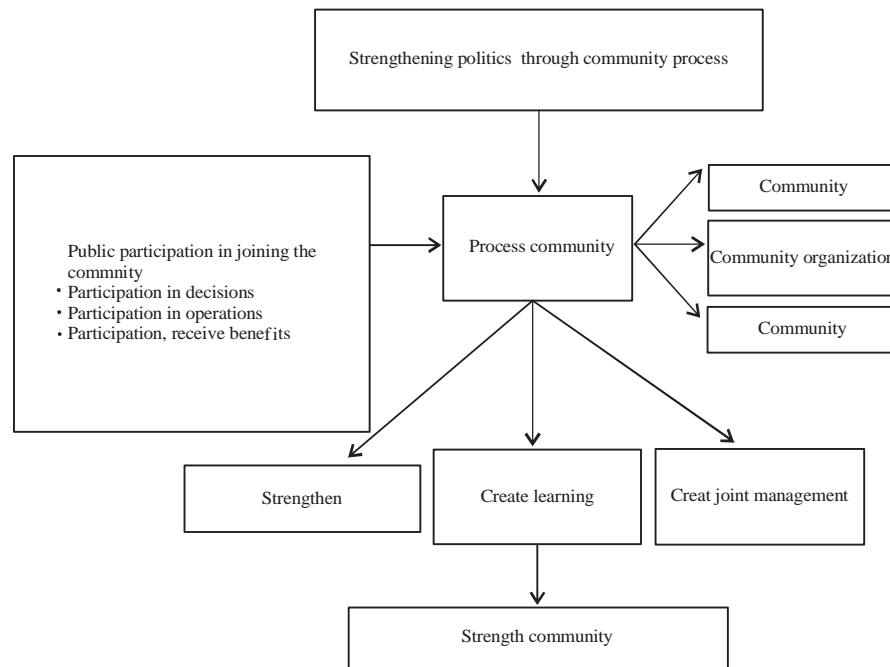 Strengthening politics through community process
Public participation in joining the
commnity
• Participation in decisions
• Participation in operations
• Participation, receive benefits
Process community
Community
Community organization
Community
Strengthen
Create learning
Creat joint management
Strength community